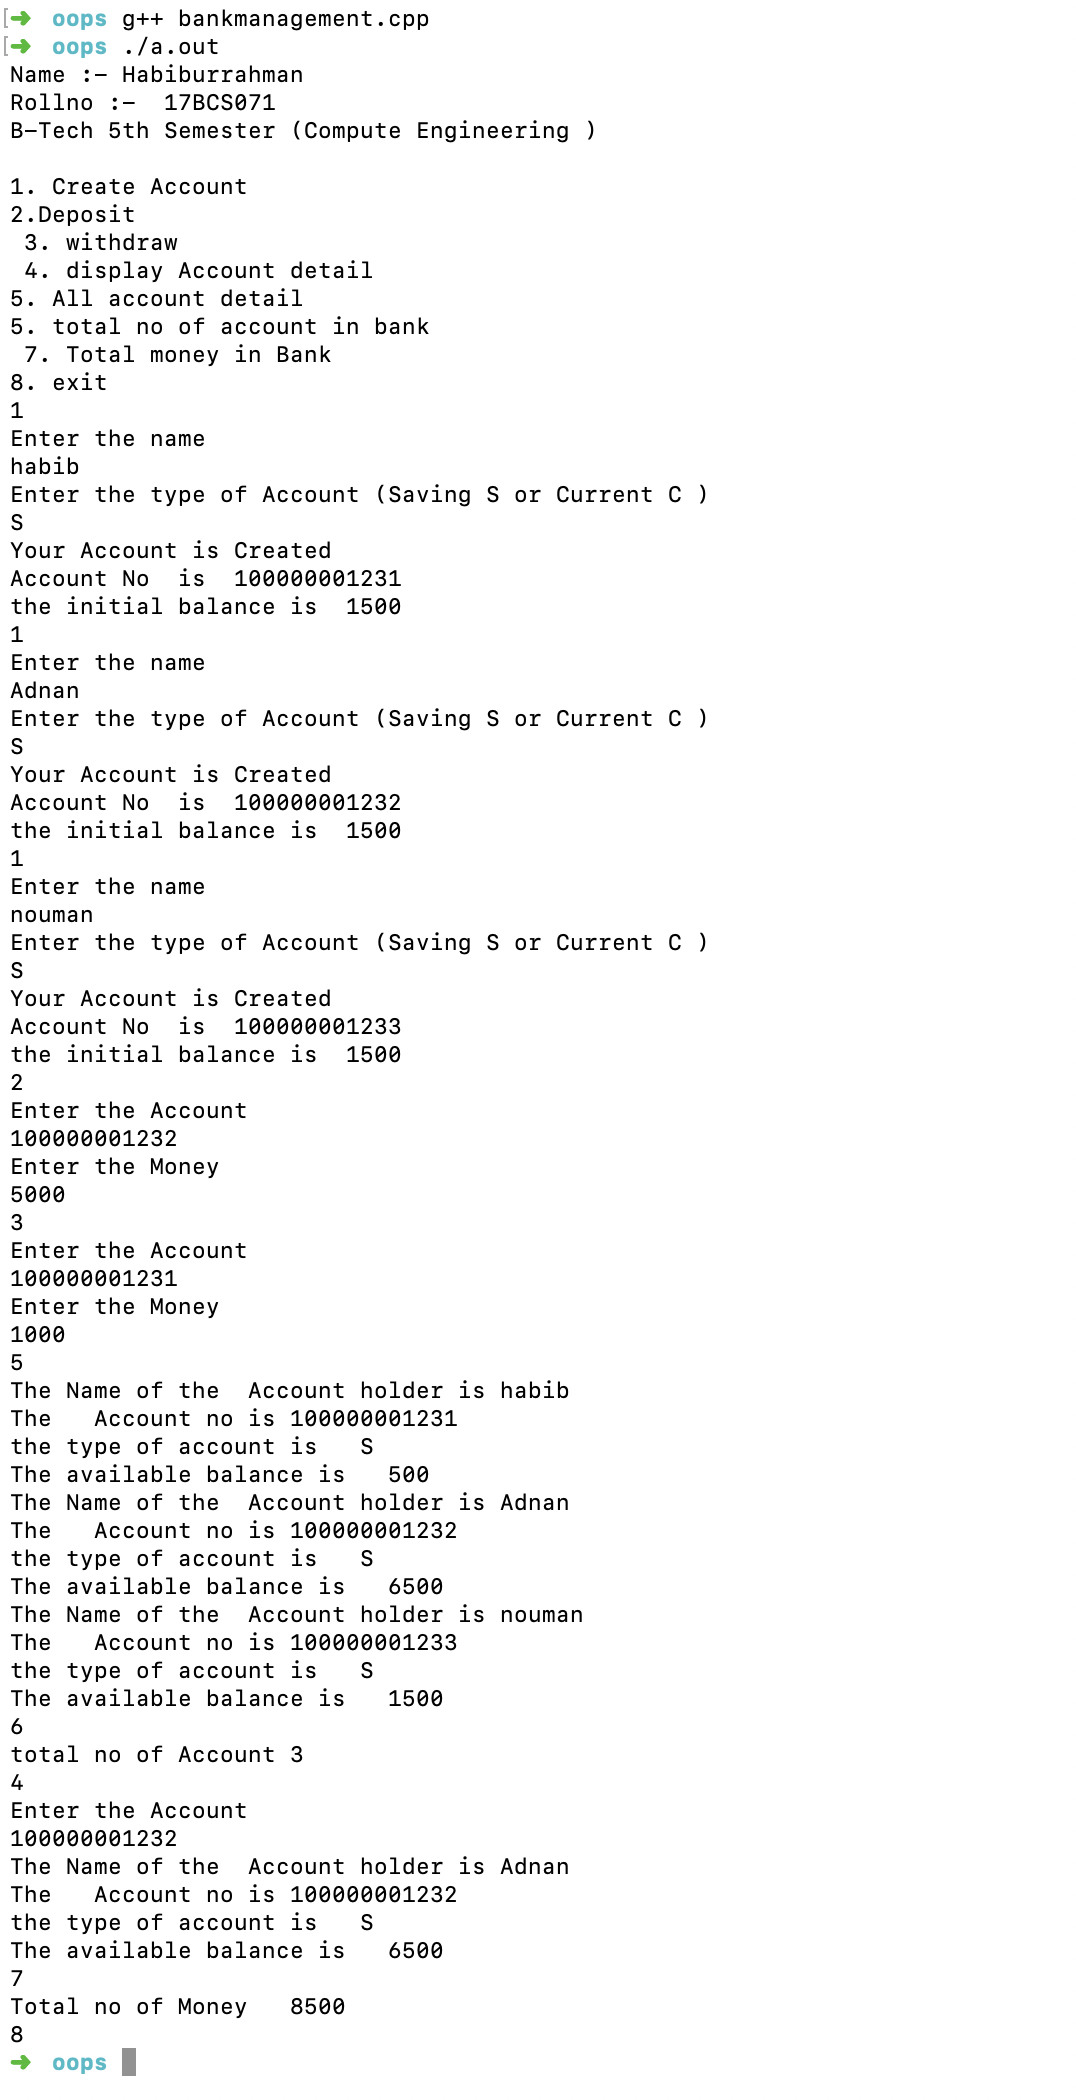 [➜  oops g++ bankmanagement.cpp
[➜  oops ./a.out
Name :- Habiburrahman
Rollno :-  17BCS071
B-Tech 5th Semester (Compute Engineering )

1. Create Account
2.Deposit
 3. withdraw
 4. display Account detail
5. All account detail
5. total no of account in bank
 7. Total money in Bank
8. exit
1
Enter the name
habib
Enter the type of Account (Saving S or Current C )
S
Your Account is Created
Account No  is  100000001231
the initial balance is  1500
1
Enter the name
Adnan
Enter the type of Account (Saving S or Current C )
S
Your Account is Created
Account No  is  100000001232
the initial balance is  1500
1
Enter the name
nouman
Enter the type of Account (Saving S or Current C )
S
Your Account is Created
Account No  is  100000001233
the initial balance is  1500
2
Enter the Account
100000001232
Enter the Money
5000
3
Enter the Account
100000001231
Enter the Money
1000
5
The Name of the  Account holder is habib
The   Account no is 100000001231
the type of account is   S
The available balance is   500
The Name of the  Account holder is Adnan
The   Account no is 100000001232
the type of account is   S
The available balance is   6500
The Name of the  Account holder is nouman
The   Account no is 100000001233
the type of account is   S
The available balance is   1500
6
total no of Account 3
4
Enter the Account
100000001232
The Name of the  Account holder is Adnan
The   Account no is 100000001232
the type of account is   S
The available balance is   6500
7
Total no of Money   8500
8
➜  oops